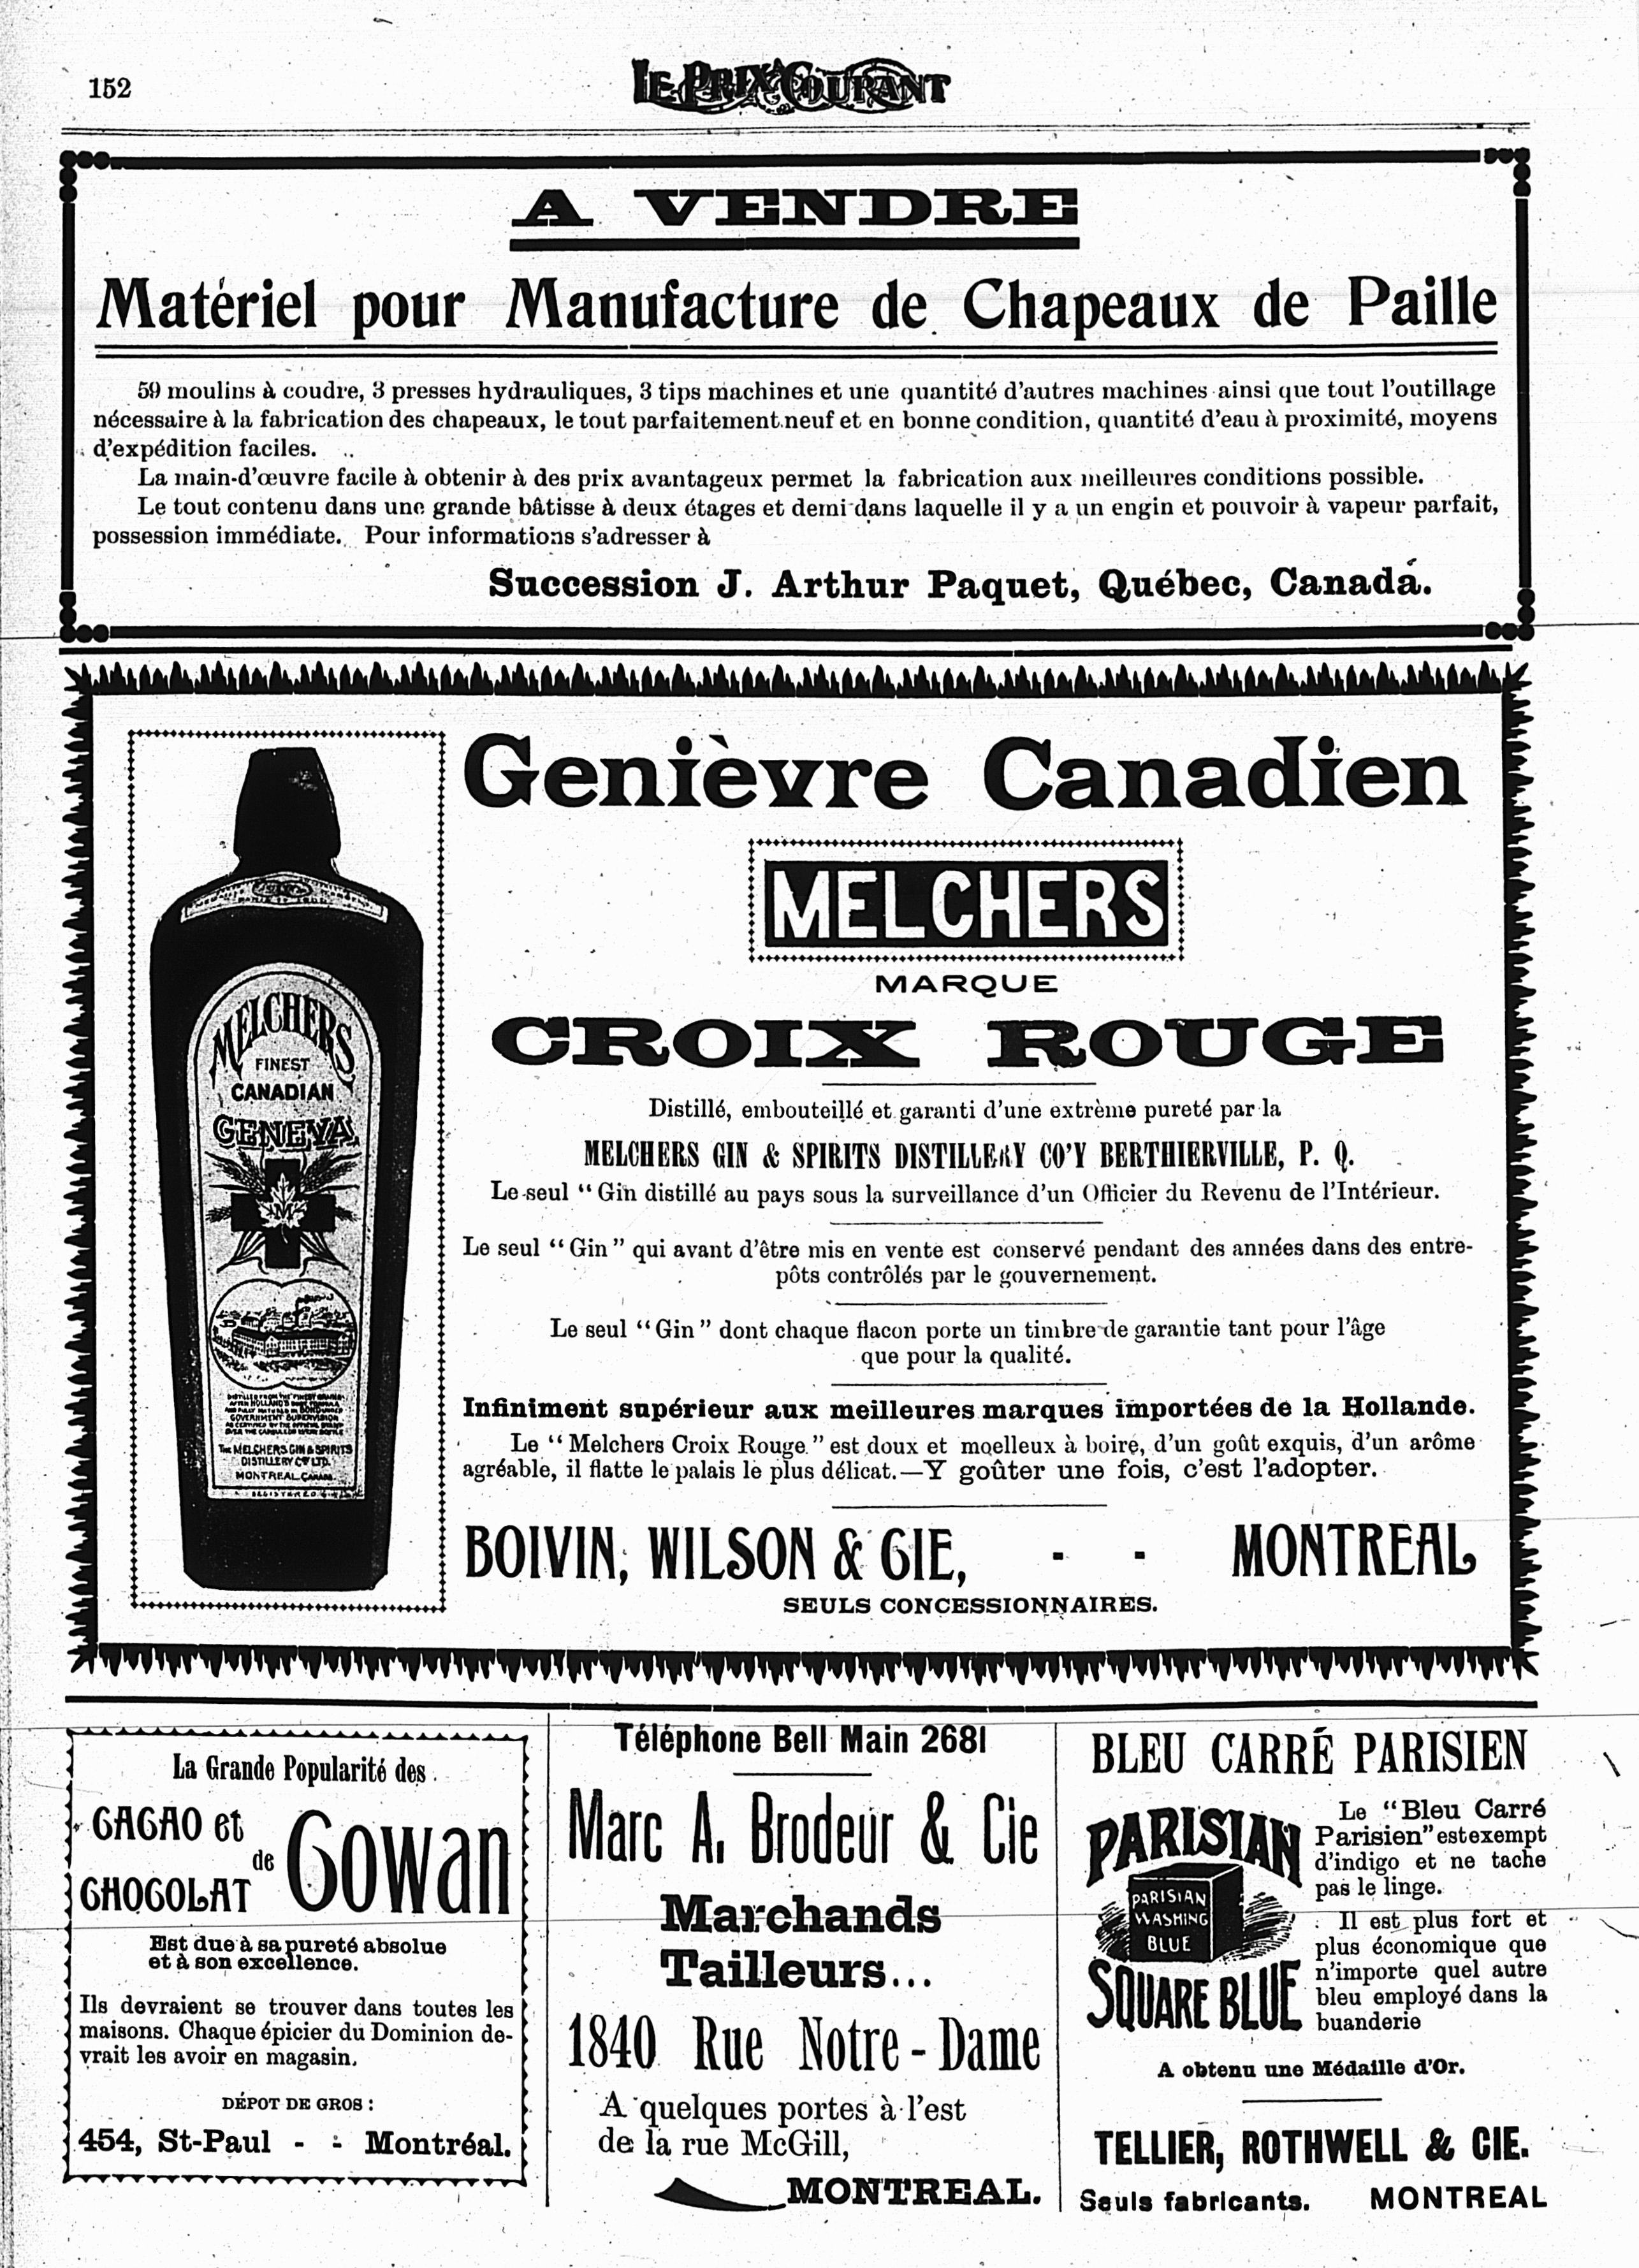 152
LE PRIX COURANT
A VENDRE
Matériel pour Manufacture de Chapeaux de Paille
59 moulins à coudre, 3 presses hydrauliques, 3 tips machines et une quantité d'autres machines ainsi que tout l'outillage
nécessaire à la fabrication des chapeaux, le tout parfaitement neuf et en bonne condition, quantité d'eau à proximité, moyens
d'expédition faciles.
La main-d'œuvre facile à obtenir à des prix avantageux permet la fabrication aux meilleures conditions possible.
Le tout contenu dans une grande bâtisse à deux étages et demi dans laquelle il y a un engin et pouvoir à vapeur parfait,
possession immédiate. Pour informations s'adresser à
Succession J. Arthur Paquet, Québec, Canada.
MELCHERS
FINEST
CANADIAN
GENEVA
M
GOVERNMENT SUPERVISION
THE MELCHERS GIN & SPIRITS
DISTILLERY Co LTD.
MONTREAL, CANADA
REGISTERED
Genièvre Canadien
MELCHERS
MARQUE
CROIX ROUGE
Distillé, embouteillé et garanti d'une extrème pureté par la
MELCHERS GIN & SPIRITS DISTILLERY CO'Y BERTHIERVILLE, P. Q.
Le seul "Gin distillé au pays sous la surveillance d'un Officier du Revenu de l'Intérieur.
Le seul "Gin" qui avant d'être mis en vente est conservé pendant des années dans des entre-
pôts contrôlés par le gouvernement.
Le seul "Gin" dont chaque flacon porte un timbre de garantie tant pour l'âge
que pour la qualité.
Infiniment supérieur aux meilleures marques importées de la Hollande.
Le "Melchers Croix Rouge" est doux et moelleux à boire, d'un goût exquis, d'un arôme
agréable, il flatte le palais le plus délicat.—Y goûter une fois, c'est l'adopter.
BOIVIN, WILSON & CIE, - - MONTREAL
SEULS CONCESSIONNAIRES.
La Grande Popularité des
CACAO et
CHOCOLAT de Cowan
Est due à sa pureté absolue
et à son excellence.
Ils devraient se trouver dans toutes les
maisons. Chaque épicier du Dominion de-
vrait les avoir en magasin.
DÉPOT DE GROS :
454, St-Paul - - Montréal.
Téléphone Bell Main 2681
Marc A. Brodeur & Cie
Marchands
Tailleurs...
1840 Rue Notre-Dame
A quelques portes à l'est
de la rue McGill,
MONTREAL.
BLEU CARRÉ PARISIEN
PARISIAN
PARISIAN
WASHING
BLUE
SQUARE BLUE
Le "Bleu Carré
Parisien" est exempt
d'indigo et ne tache
pas le linge.
Il est plus fort et
plus économique que
n'importe quel autre
bleu employé dans la
buanderie
A obtenu une Médaille d'Or.
TELLIER, ROTHWELL & CIE.
Seuls fabricants. MONTREAL